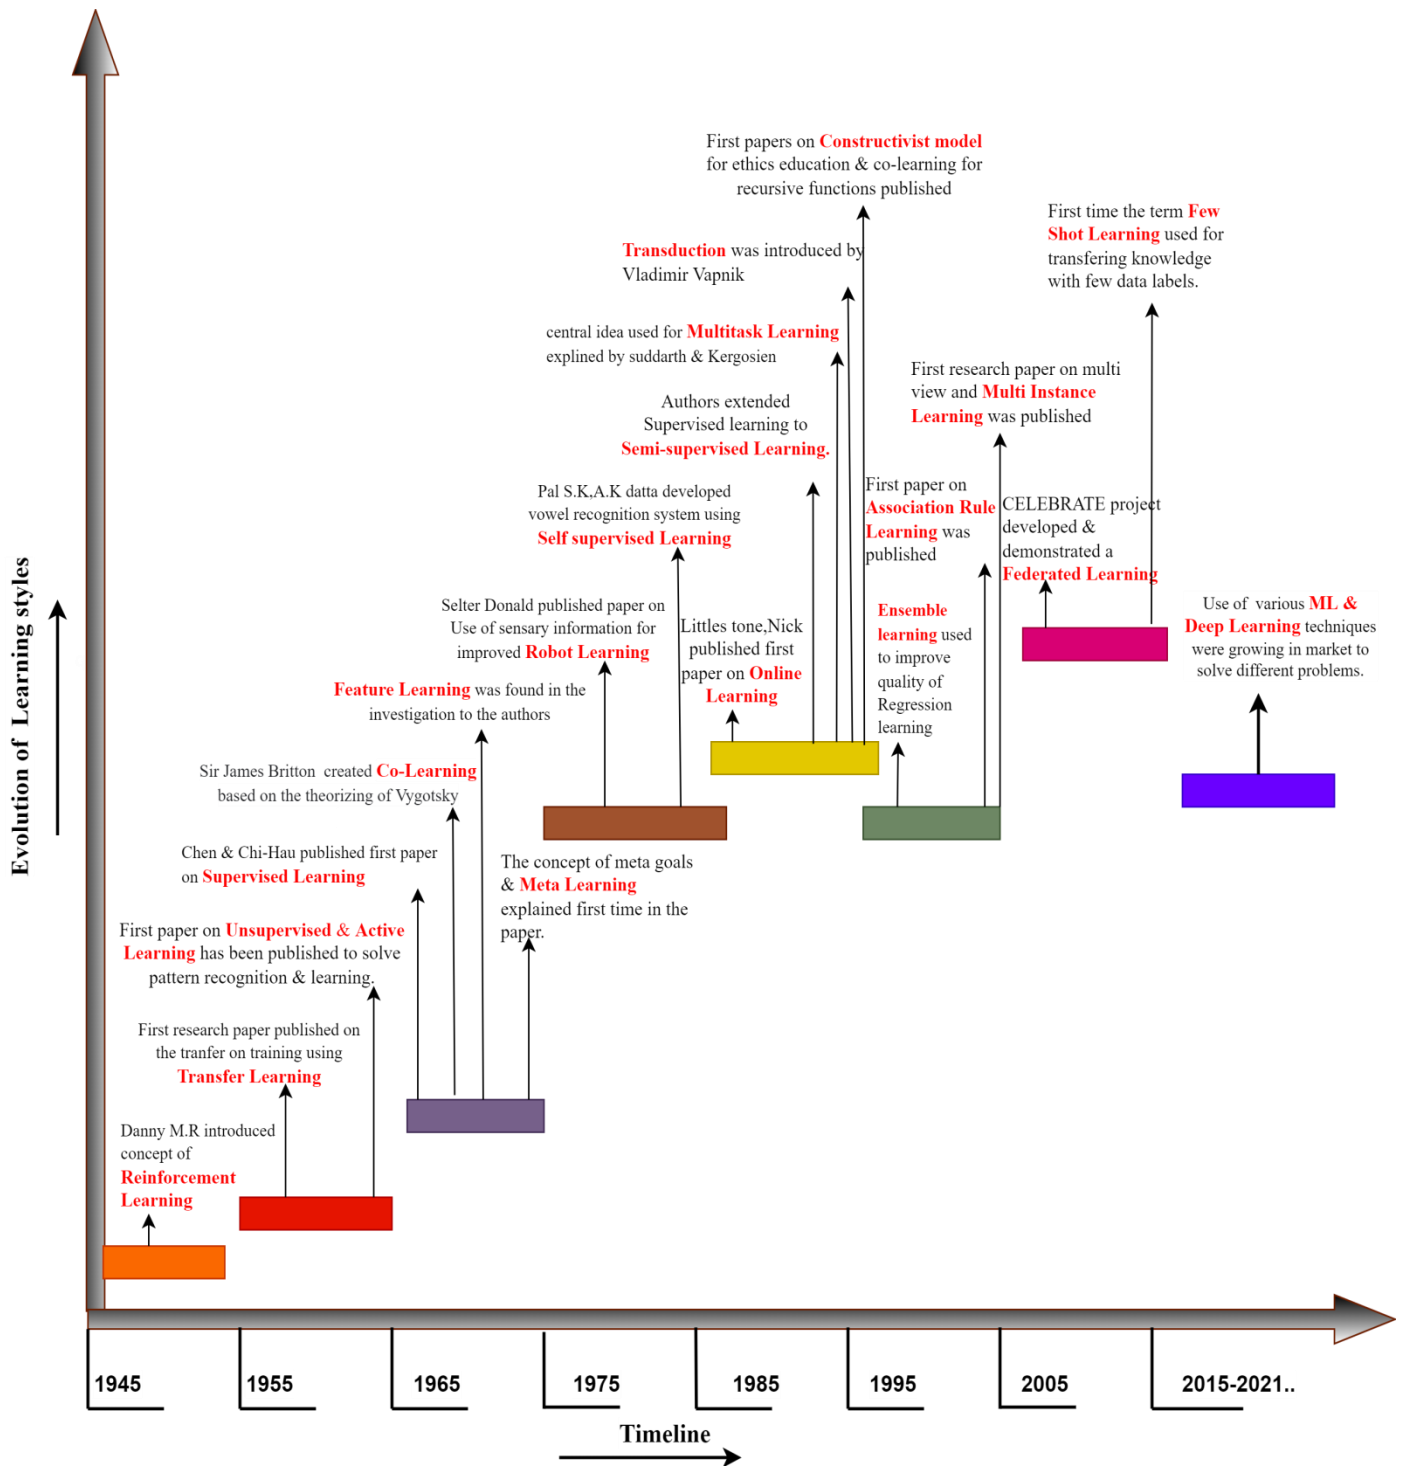 First papers on Constructivist model
for ethics education & co-learning for
recursive functions published
First time the term Few
Shot Learning used for
transfering knowledge
with few data labels.
Transduction was introduced by
Vladimir Vapnik
central idea used for Multitask Learning
explined by suddarth & Kergosien
First research paper on multi
view and Multi Instance
Learning was published
Authors extended
Supervised learning to
Semi-supervised Learning.
Pal S.K,A.K datta developed
vowel recognition system using
Self supervised Learning
First paper on
Association Rule
Learning was
published
CELEBRATE project
developed &
demonstrated a
Federated Learning
Selter Donald published paper on
Use of sensary information for
improved Robot Learning
Littles tone,Nick
published first
paper on Online
Learning
Ensemble
learning used
to improve
quality of
Regression
learning
Use of various ML &
Deep Learning techniques
were growing in market to
solve different problems.
Feature Learning was found in the
investigation to the authors
Sir James Britton created Co-Learning
based on the theorizing of Vygotsky
Chen & Chi-Hau published first paper
on Supervised Learning
The concept of meta goals
& Meta Learning
explained first time in the
paper.
First paper on Unsupervised & Active
Learning has been published to solve
pattern recognition & learning.
First research paper published on
the tranfer on training using
Transfer Learning
Danny M.R introduced
concept of
Reinforcement
Learning
Evolution of Learning styles
1945
1955
1965
1975
1985
1995
2005
2015-2021..
Timeline